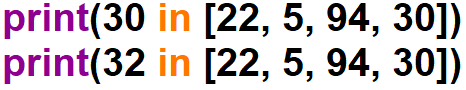 print(30 in [22, 5, 94, 30])
print(32 in [22, 5, 94, 30])